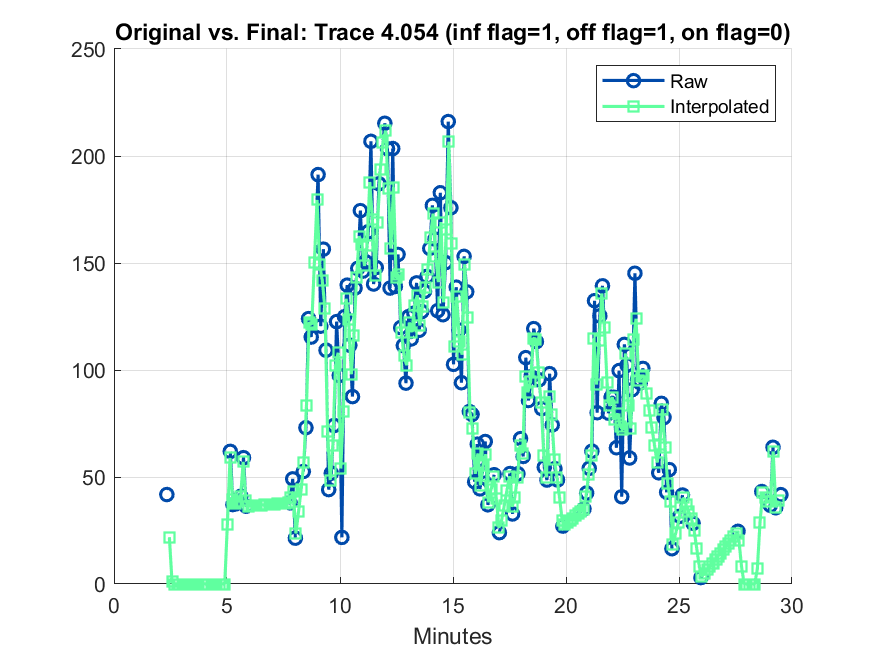 Original vs. Final: Trace 4.054 (inf flag=1, off flag=1, on flag=0)
250
200
150
100
50
0
0 5 10 15 20 25 30
Minutes
Raw
Interpolated